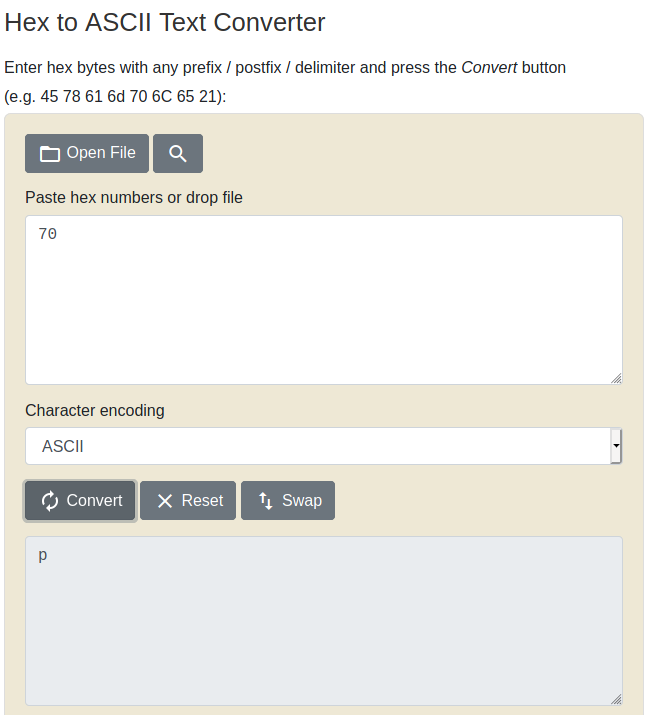 Hex to ASCII Text Converter
Enter hex bytes with any prefix / postfix / delimiter and press the Convert button
(e.g. 45 78 61 6d 70 6C 65 21):
Open File
Paste hex numbers or drop file
70
Character encoding
ASCII
Convert Reset Swap
p